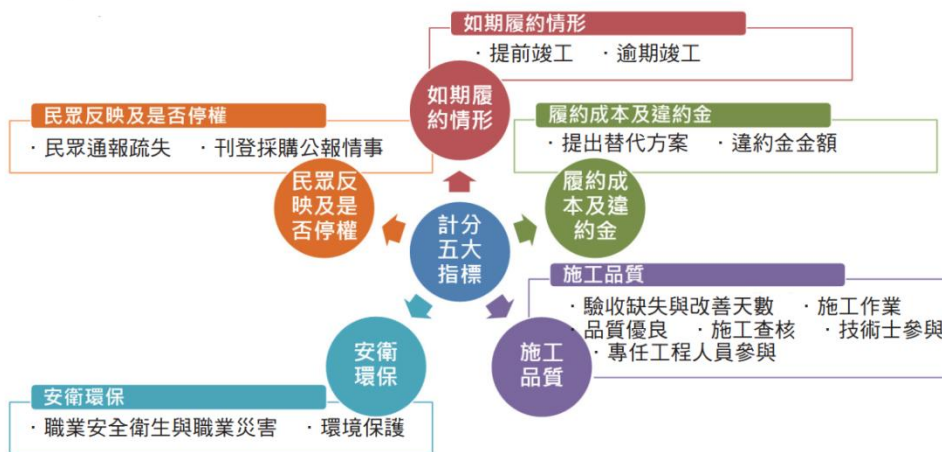 如期履約情形
· 提前竣工 · 逾期竣工
如期履
約情形
民眾反映及是否停權
· 民眾通報疏失 · 刊登採購公報情事
民眾反
映及是
否停權
履約成本及違約金
· 提出替代方案 · 違約金金額
履約成
本及違
約金
計分
五大
指標
施工品質
· 驗收缺失與改善天數 · 施工作業
· 品質優良 · 施工查核 · 技術士參與
· 專任工程人員參與
施工
品質
安衛
環保
安衛環保
· 職業安全衛生與職業災害 · 環境保護